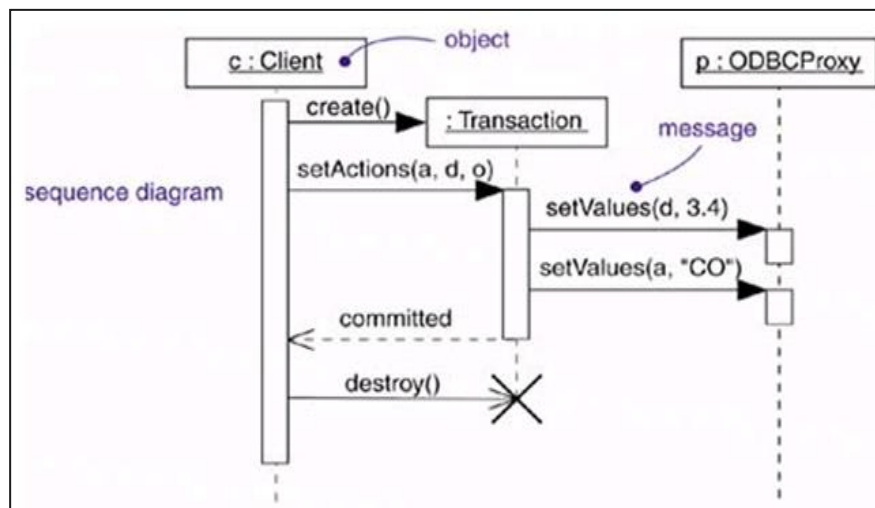 object
c : Client
p : ODBCProxy
create()
: Transaction
message
setActions(a, d, o)
sequence diagram
setValues(d, 3.4)
setValues(a, "CO")
committed
destroy()